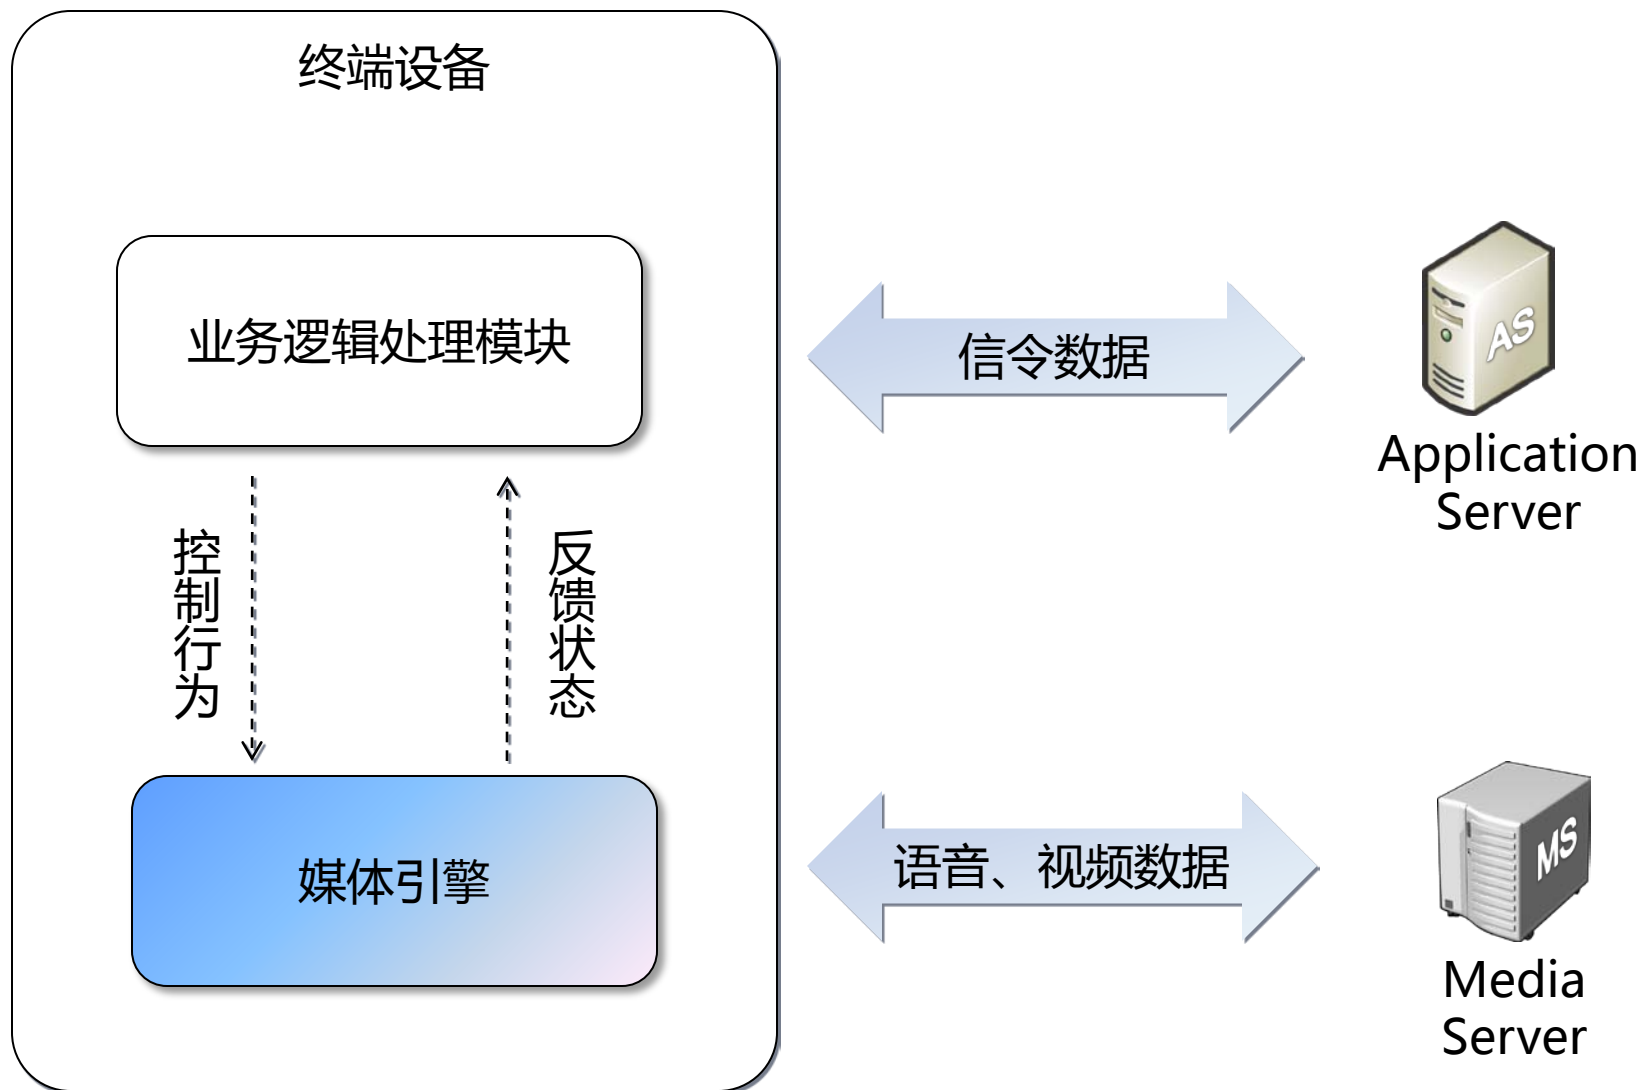 终端设备
业务逻辑处理模块
信令数据
AS
Application
Server
控制行为
反馈状态
媒体引擎
语音、视频数据
MS
Media
Server